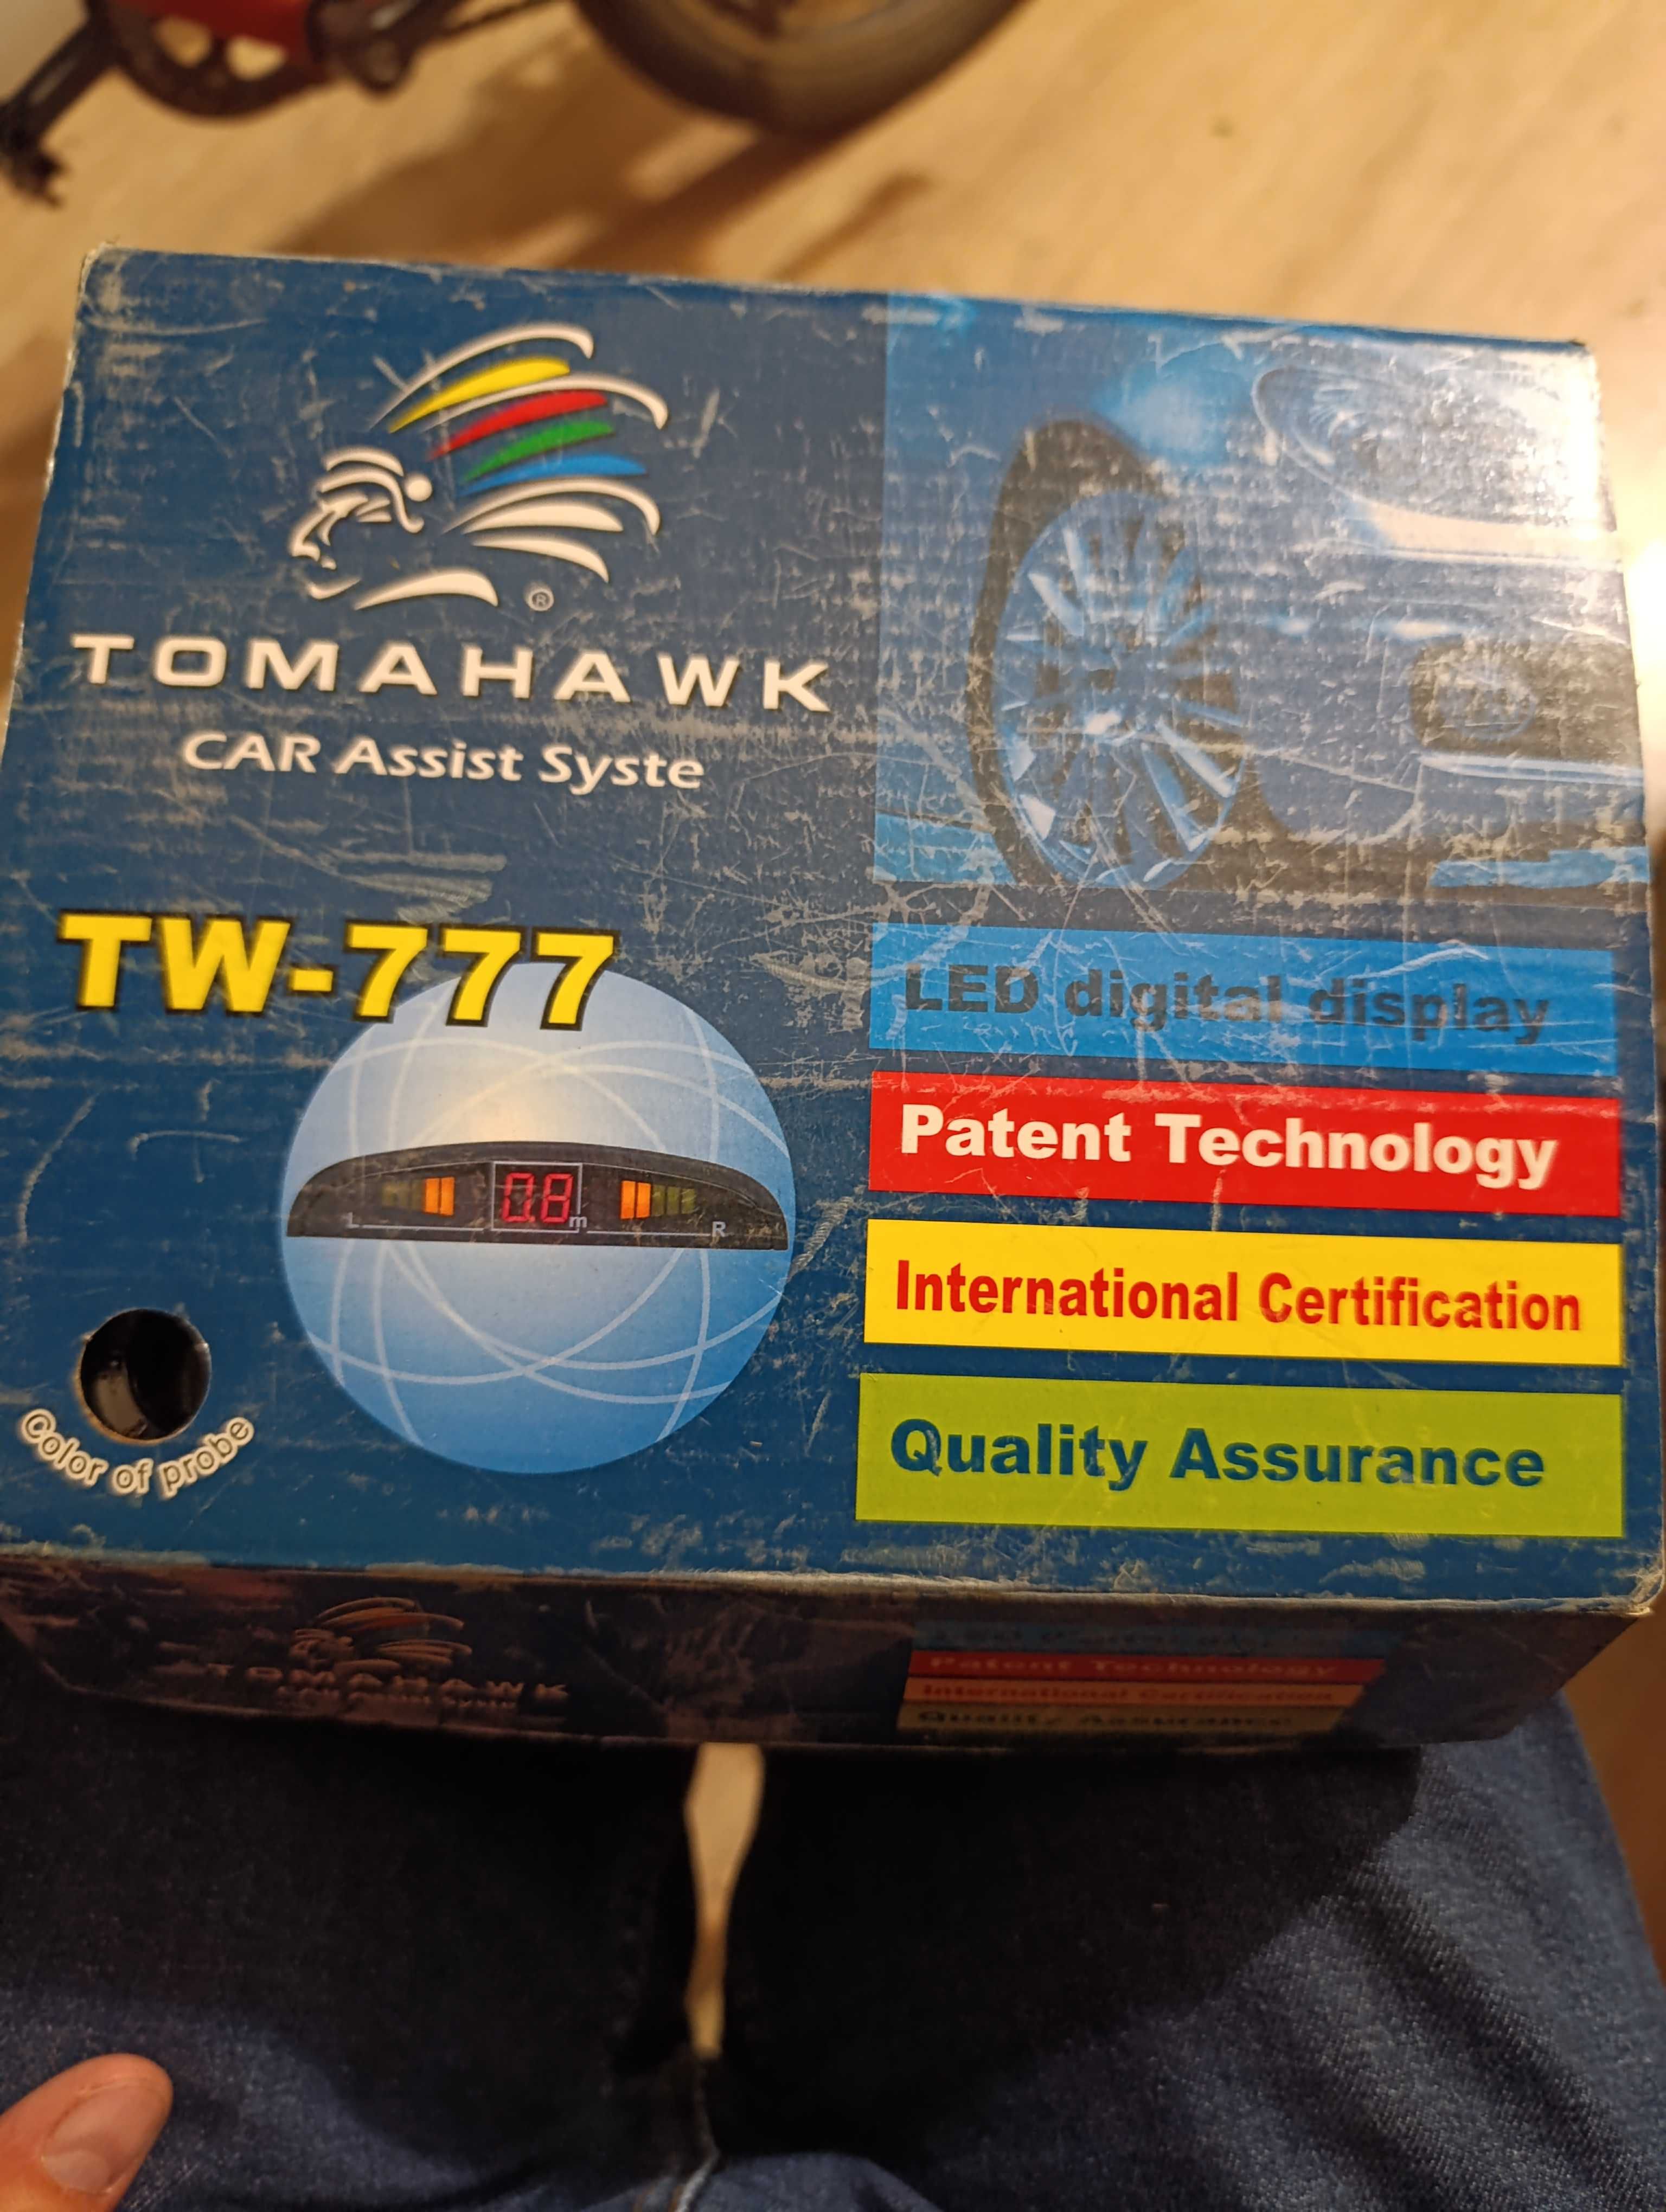 ®
TOMAHAWK
CAR Assist Syste
TW-777
LED digital display
Patent Technology
International Certification
Quality Assurance
L
0.8m
R
Color of probe
TOMAHAWK
Patent Technology
International Certification
Quality Assurance